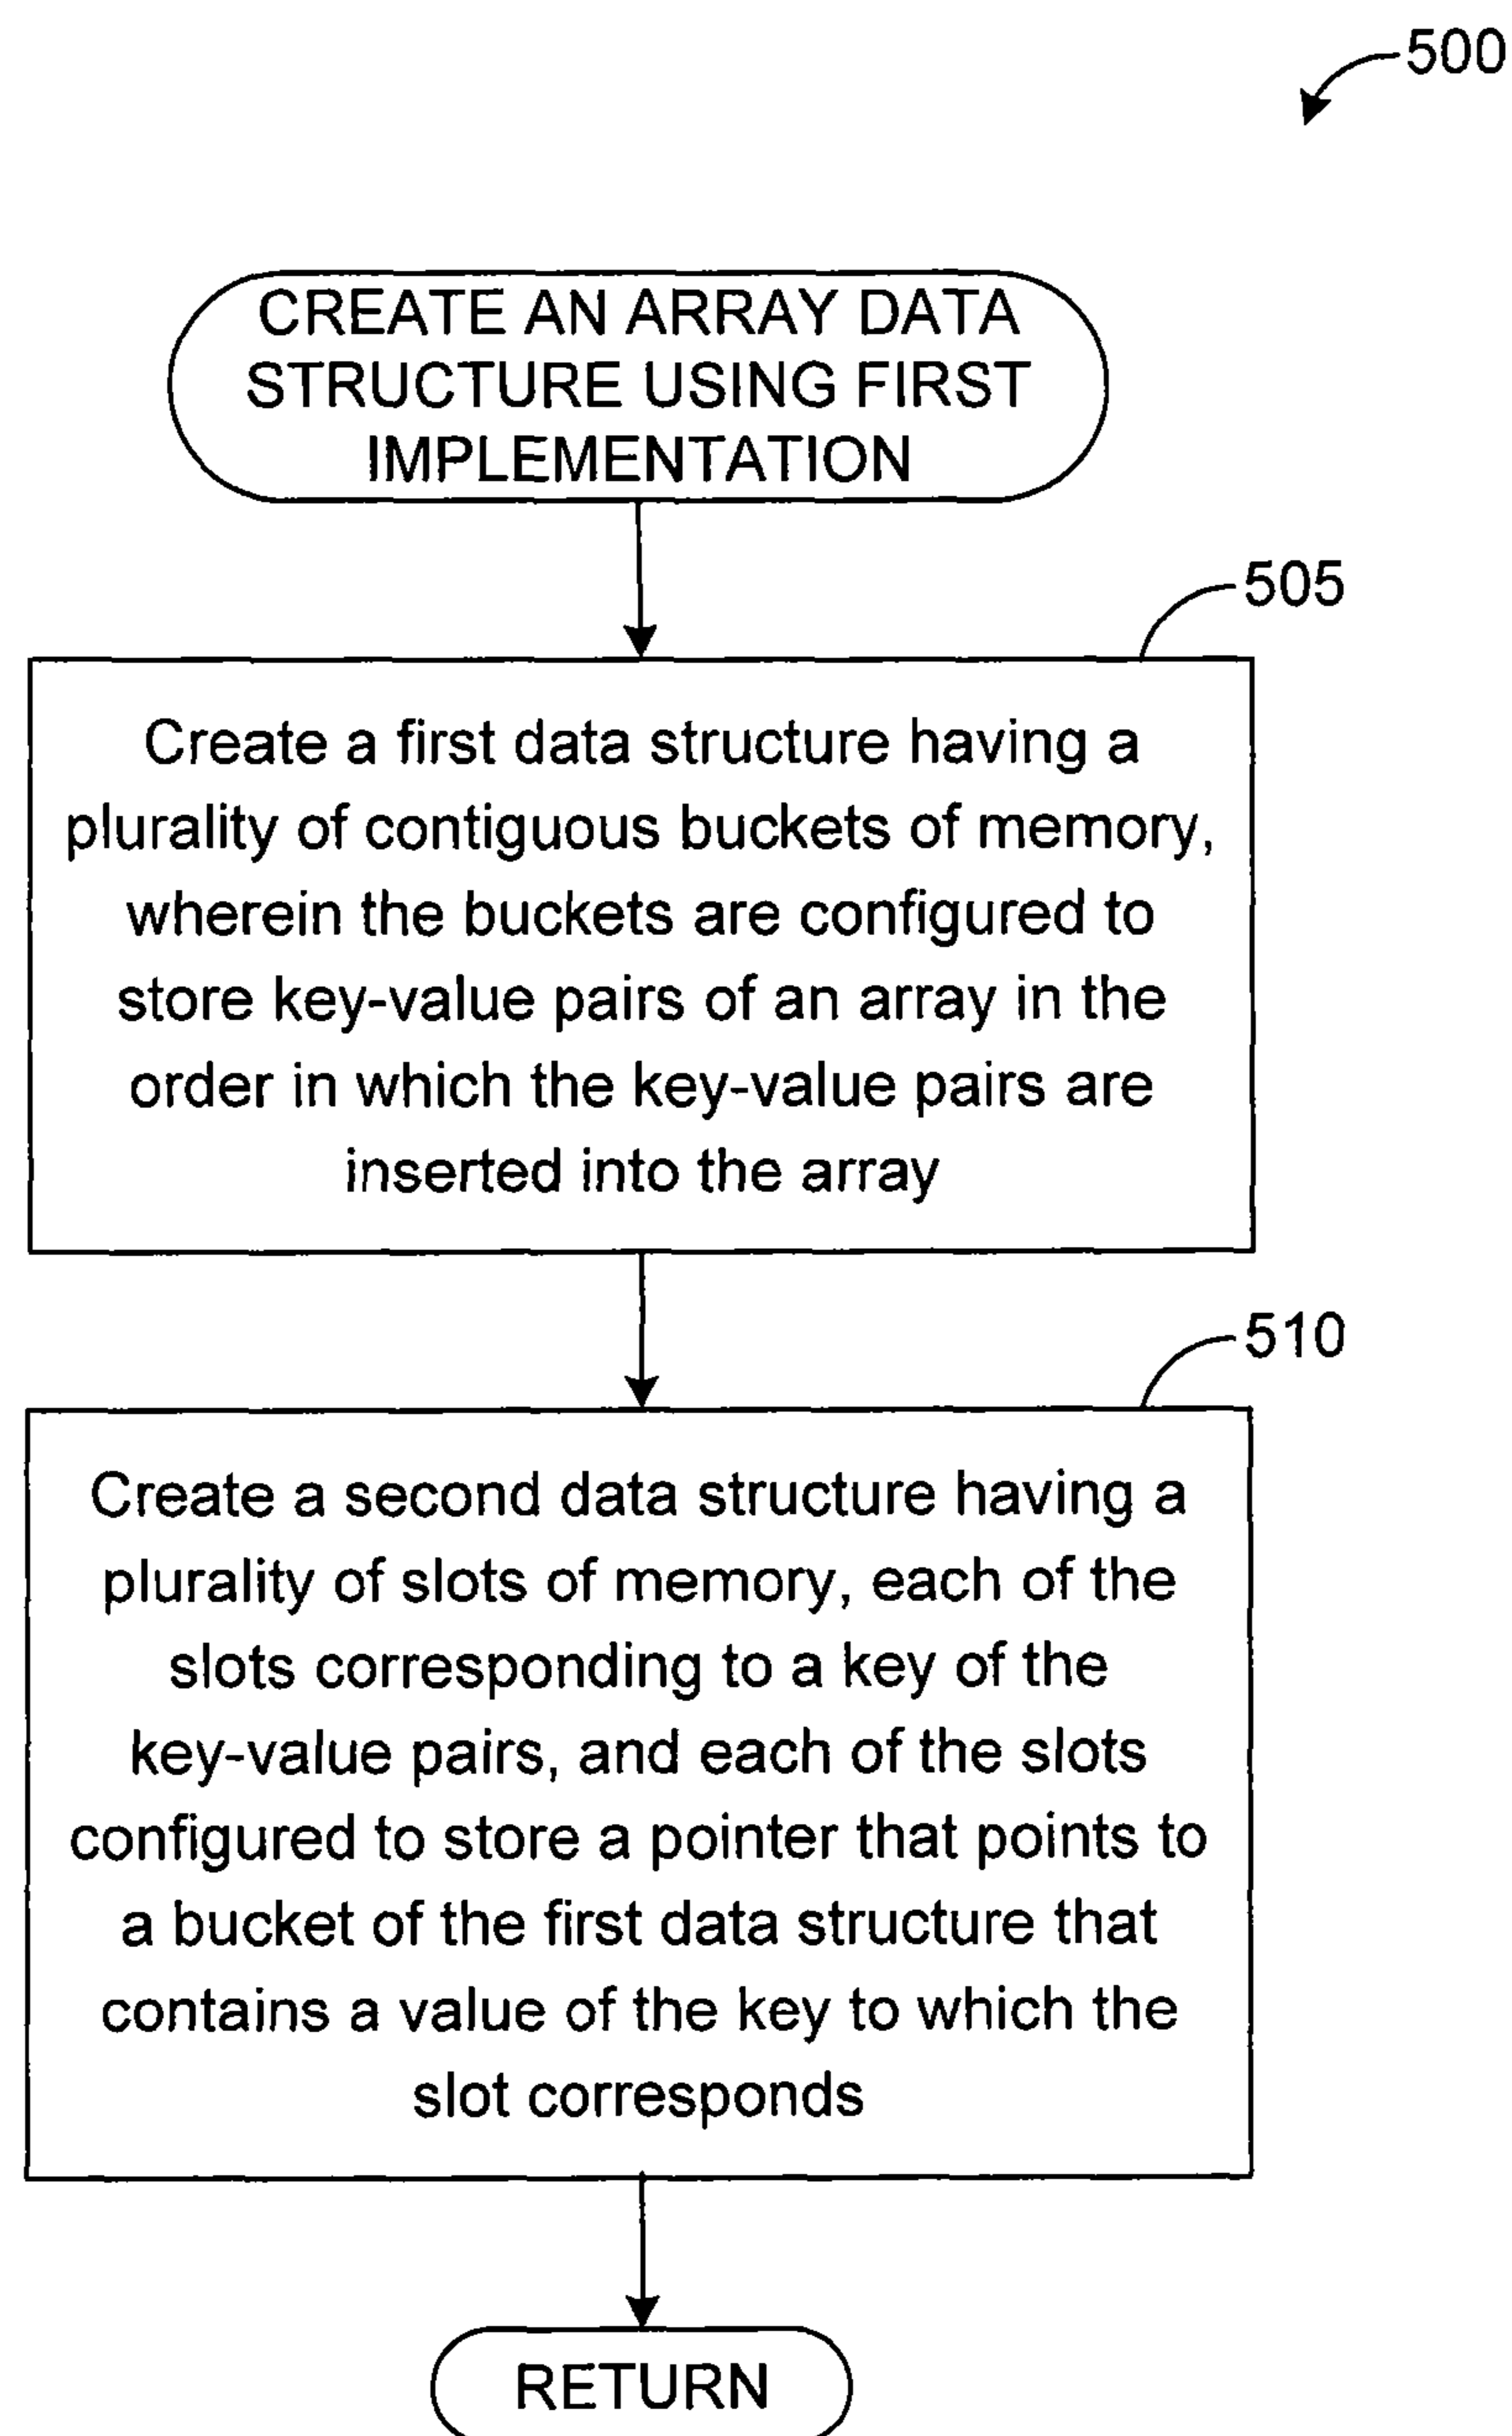 500
CREATE AN ARRAY DATA
STRUCTURE USING FIRST
IMPLEMENTATION
505
Create a first data structure having a
plurality of contiguous buckets of memory,
wherein the buckets are configured to
store key-value pairs of an array in the
order in which the key-value pairs are
inserted into the array
510
Create a second data structure having a
plurality of slots of memory, each of the
slots corresponding to a key of the
key-value pairs, and each of the slots
configured to store a pointer that points to
a bucket of the first data structure that
contains a value of the key to which the
slot corresponds
RETURN